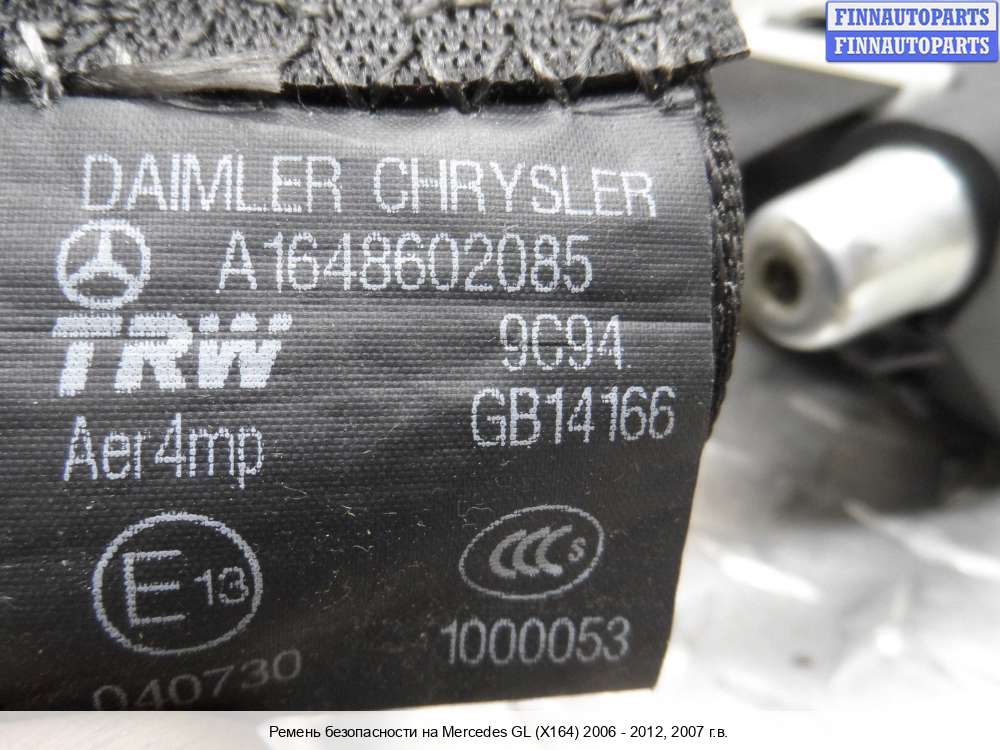 FINNAUTOPARTS
FINNAUTOPARTS
DAIMLER CHRYSLER
A1648602085
TRW 9C94
Aer4mp GB14166
E13 CCC S
040730 1000053
Ремень безопасности на Mercedes GL (X164) 2006 - 2012, 2007 г.в.